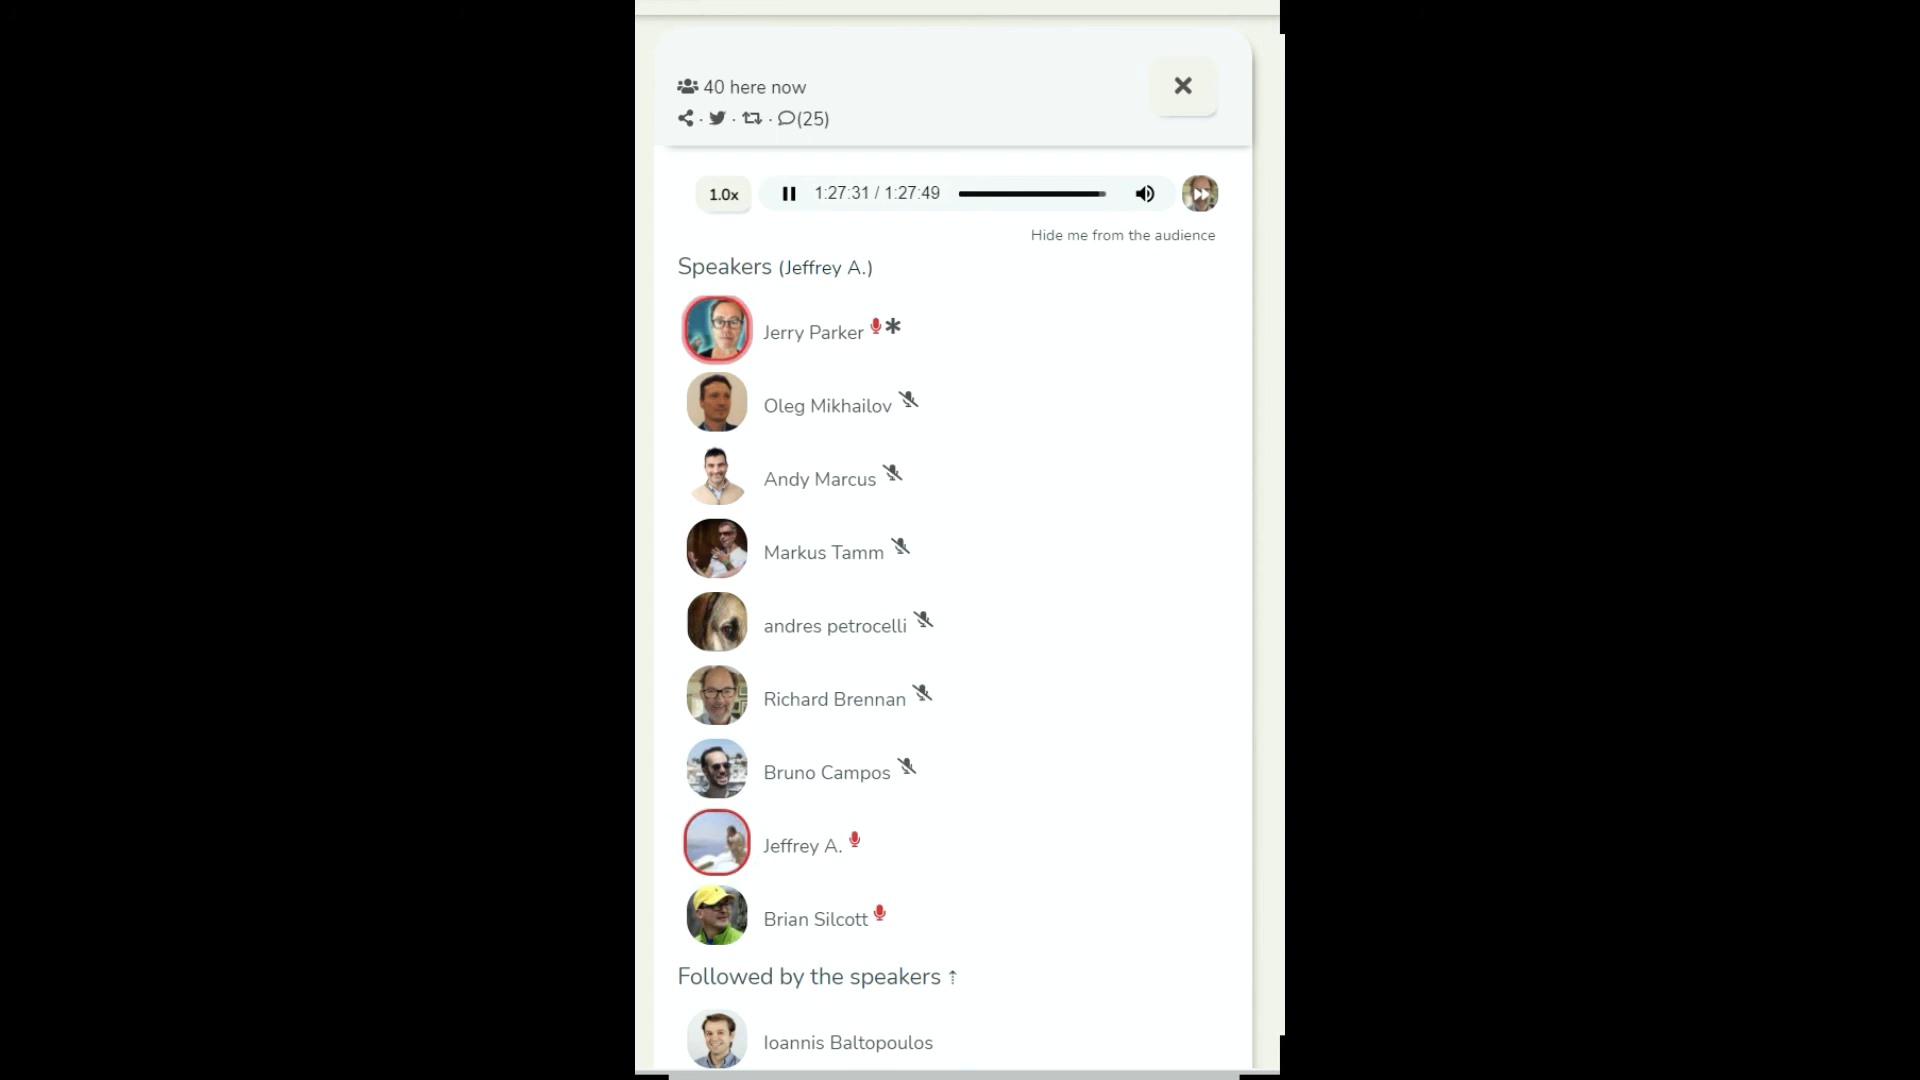 40 here now
· · · (25)
1.0x
1:27:31 / 1:27:49
Hide me from the audience
Speakers (Jeffrey A.)
Jerry Parker *
Oleg Mikhailov
Andy Marcus
Markus Tamm
andres petrocelli
Richard Brennan
Bruno Campos
Jeffrey A.
Brian Silcott
Followed by the speakers ⇡
Ioannis Baltopoulos